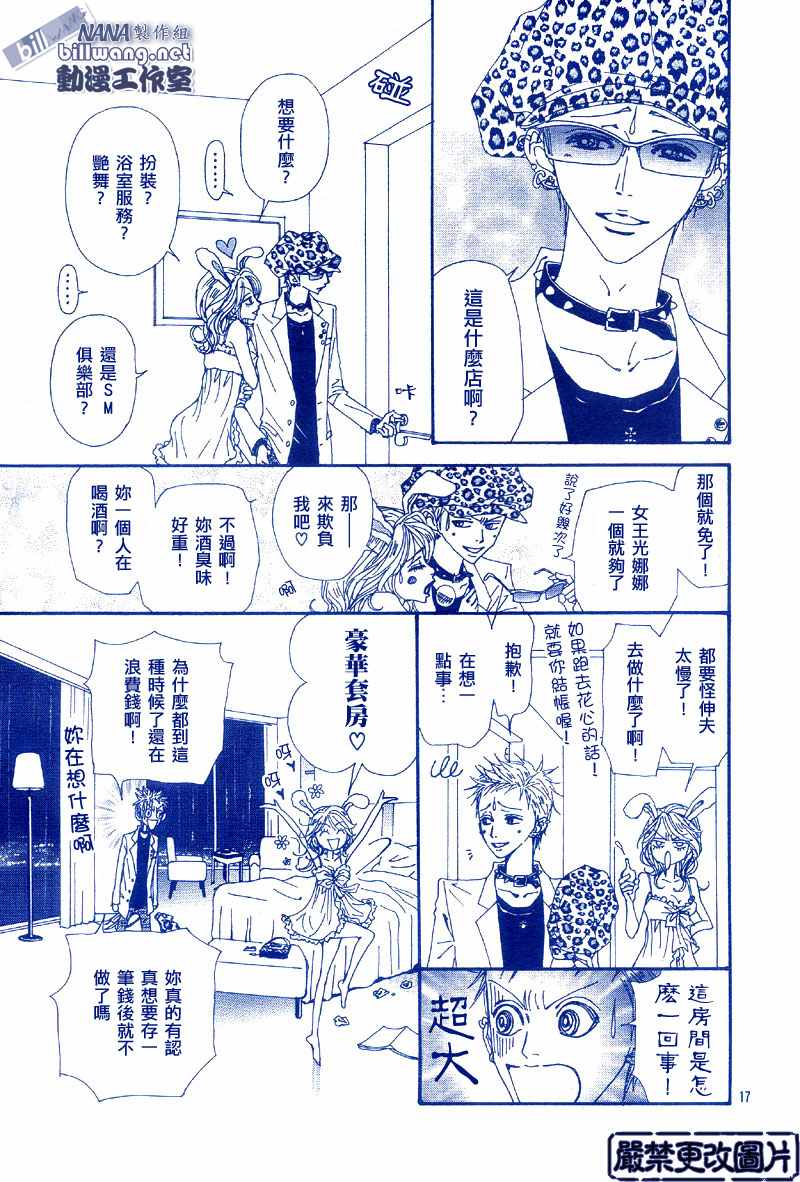 bill wang
NANA製作組
billwang.net
動漫工作室
這是什麼店啊？
碰
想要什麼？
……
扮裝？
浴室服務？
艷舞？
……
還是SM
俱樂部？
咔
那個就免了！
女王光娜娜
一個就夠了
說了好幾次了
那──
來欺負
我吧♡
啊
不過啊！
妳酒臭味
好重！
妳一個人在
喝酒啊？
都要怪伸夫
太慢了！
去做什麼了啊！
如果跑去花心的話！
就要你結帳喔！
抱歉！
在想一
點事…
這房間是怎
麼一回事！
超大
豪華套房♡
為什麼都到這
種時候了還在
浪費錢啊！
妳在想什麼啊
妳真的有認
真想要存一
筆錢後就不
做了嗎
17
嚴禁更改圖片